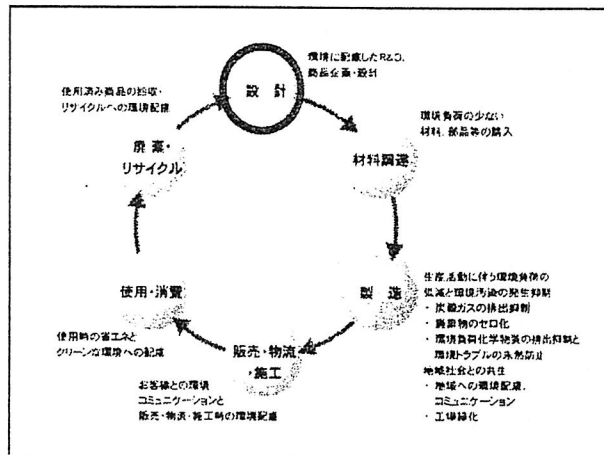 設 計
環境に配慮したR&D、
商品企画・設計
材料調達
環境負荷の少ない
材料、部品等の購入
製 造
生産活動に伴う環境負荷の
低減と環境汚染の発生抑制
・ 炭酸ガスの排出抑制
・ 廃棄物のゼロ化
・ 環境負荷化学物質の排出抑制と
環境トラブルの未然防止
地域社会との共生
・ 地域への環境配慮、
コミュニケーション
・ 工場緑化
販売・物流
・施工
お客様との環境
コミュニケーションと
販売・物流・施工時の環境配慮
使用・消費
使用時の省エネと
クリーンな環境への配慮
廃 棄・
リサイクル
使用済み商品の回収・
リサイクルへの環境配慮